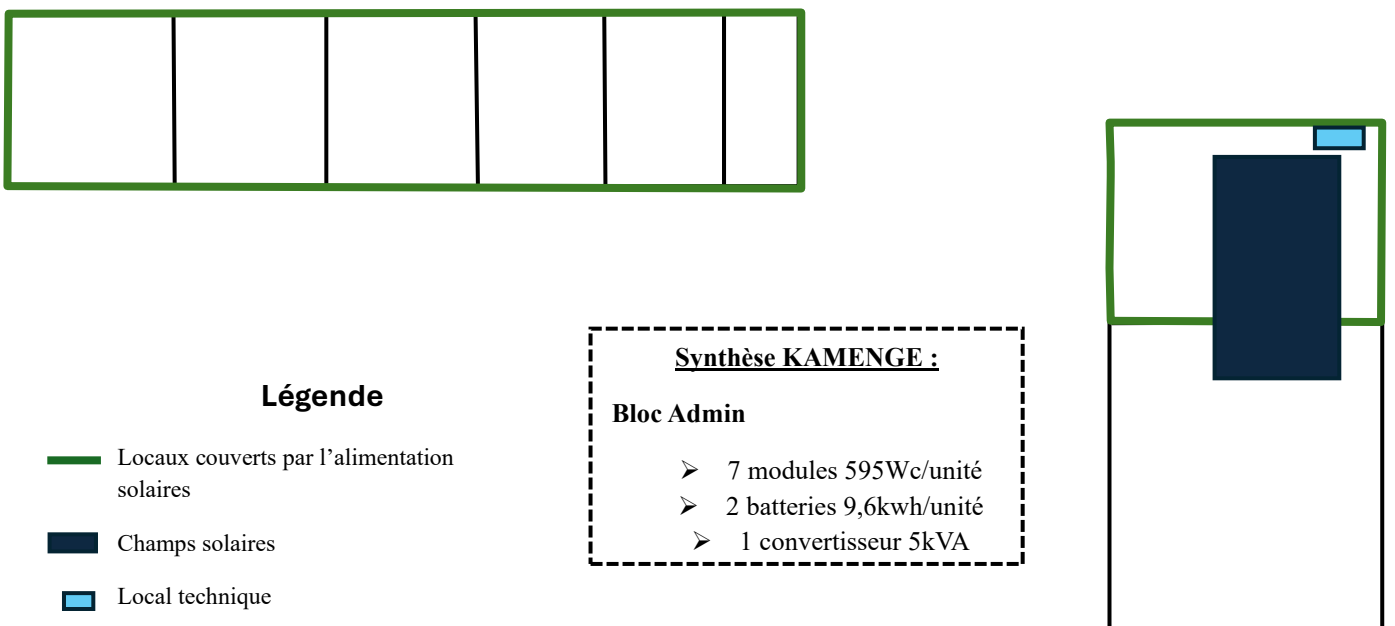 Synthèse KAMENGE :
Bloc Admin
➢ 7 modules 595Wc/unité
➢ 2 batteries 9,6kwh/unité
➢ 1 convertisseur 5kVA
Légende
Locaux couverts par l’alimentation
solaires
Champs solaires
Local technique